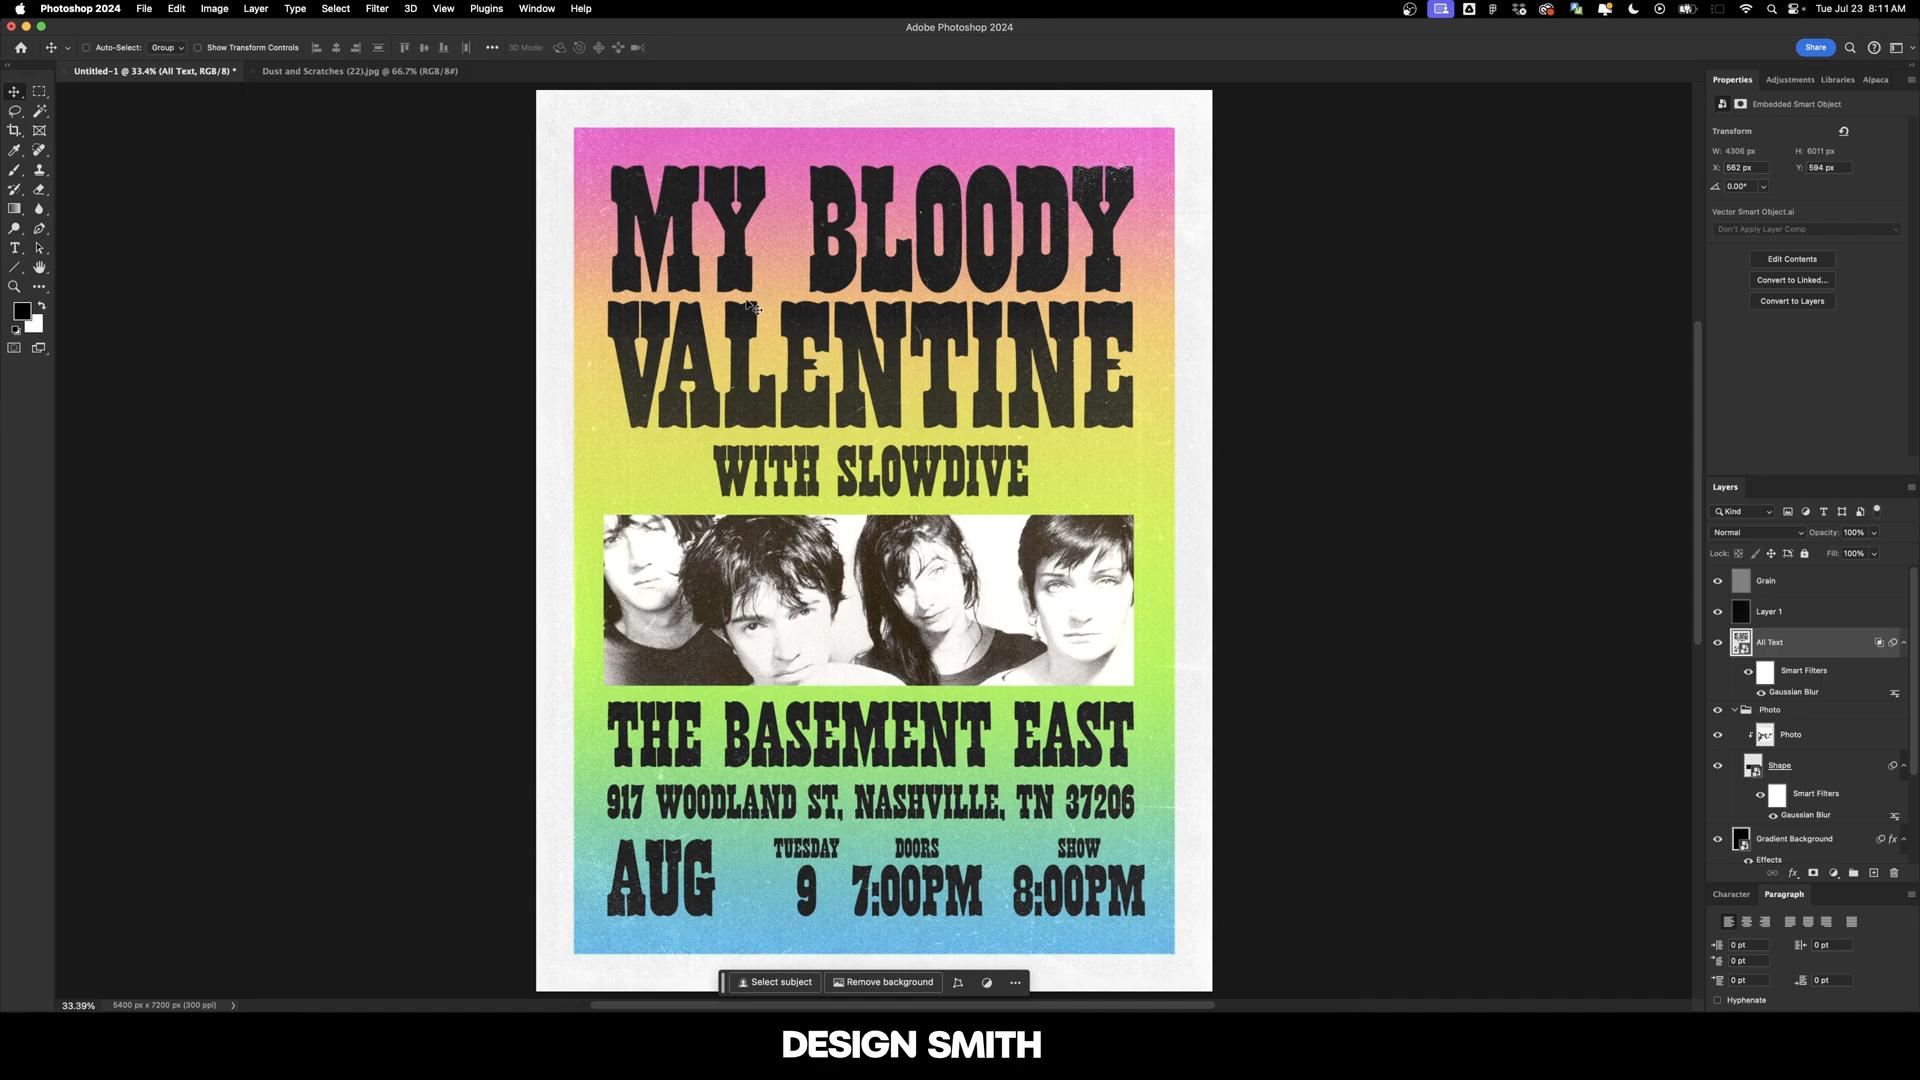 Photoshop 2024 File Edit Image Layer Type Select Filter 3D View Plugins Window Help Tue Jul 23 8:11 AM
Adobe Photoshop 2024
Auto-Select: Group Show Transform Controls 3D Mode: Share
Untitled-1 @ 33.4% (All Text, RGB/8) * Dust and Scratches (22).jpg @ 66.7% (RGB/8#)
MY BLOODY
VALENTINE
WITH SLOWDIVE
THE BASEMENT EAST
917 WOODLAND ST, NASHVILLE, TN 37206
AUG
TUESDAY
9
DOORS
7:00PM
SHOW
8:00PM
Select subject Remove background
33.39% 5400 px x 7200 px (300 ppi)
Properties Adjustments Libraries Alpaca
Embedded Smart Object
Transform
W: 4306 px H: 6011 px
X: 562 px Y: 594 px
0.00°
Vector Smart Object.ai
Don't Apply Layer Comp
Edit Contents
Convert to Linked...
Convert to Layers
Layers
Kind
Normal Opacity: 100%
Lock: Fill: 100%
Grain
Layer 1
All Text
Smart Filters
Gaussian Blur
Photo
Photo
Shape
Smart Filters
Gaussian Blur
Gradient Background fx
Effects
fx
Character Paragraph
0 pt 0 pt
0 pt
0 pt 0 pt
Hyphenate
DESIGN SMITH